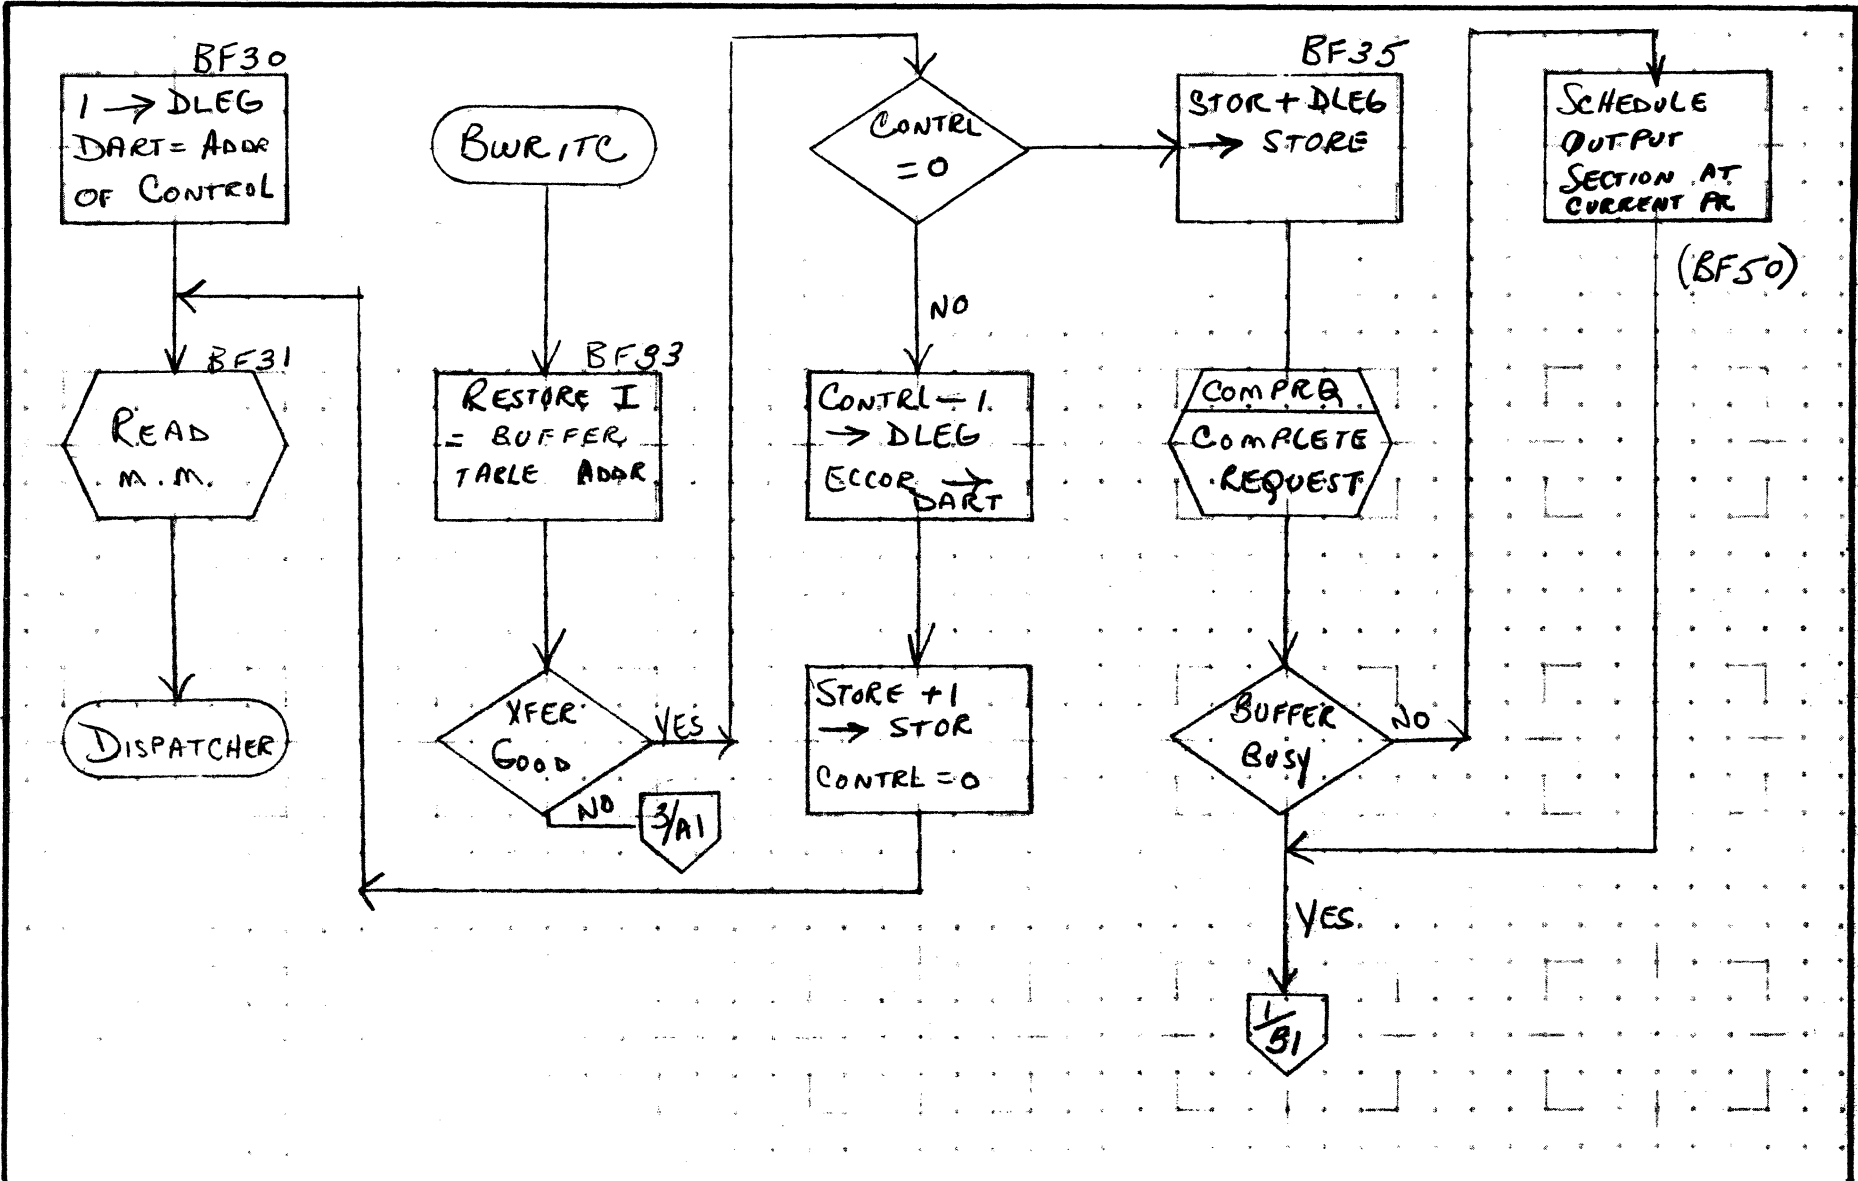 BF30
1 → DLEG
DART = ADDR
OF CONTROL
BF31
READ
M.M.
DISPATCHER
BWRITC
BF33
RESTORE I
= BUFFER
TABLE ADDR
XFER
GOOD
YES
NO
3/A1
CONTRL
= 0
NO
CONTRL - 1
→ DLEG
ECCOR →
DART
STORE +1
→ STOR
CONTRL = 0
BF35
STOR + DLEG
→ STORE
COMPRQ
COMPLETE
REQUEST
BUFFER
BUSY
NO
YES.
1/B1
SCHEDULE
OUTPUT
SECTION AT
CURRENT PR
(BF50)